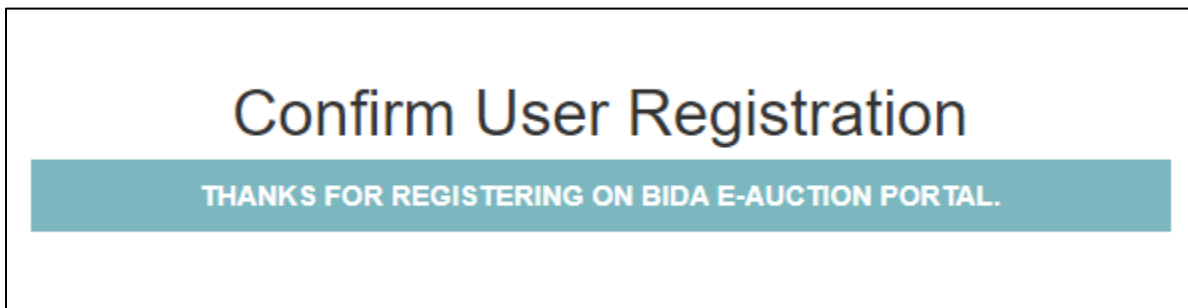 Confirm User Registration
THANKS FOR REGISTERING ON BIDA E-AUCTION PORTAL.